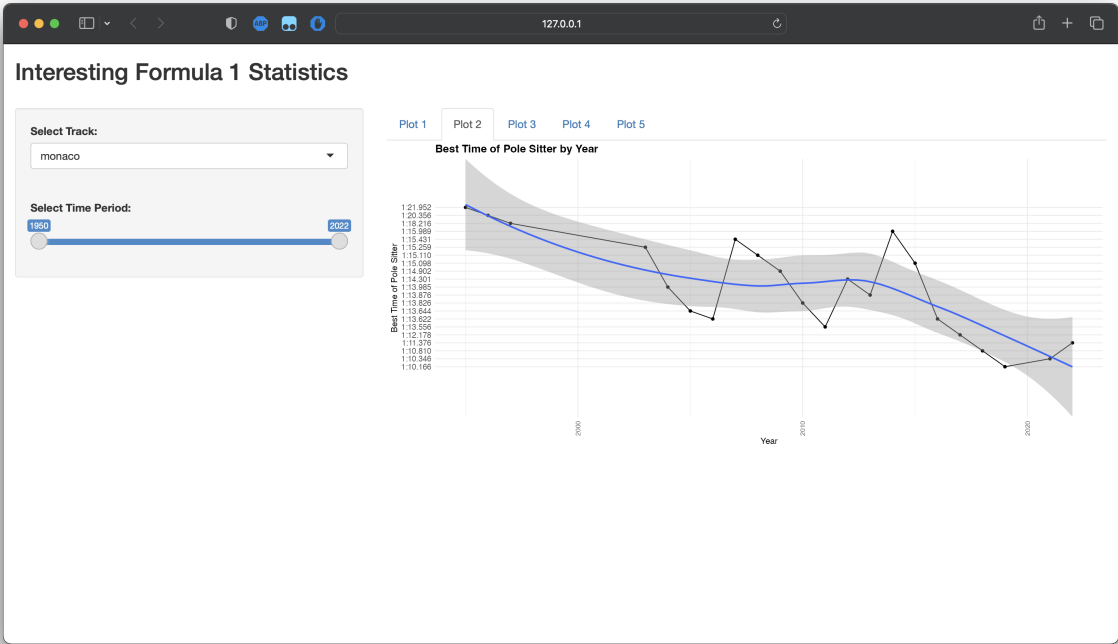 ABP
127.0.0.1
Interesting Formula 1 Statistics
Select Track:
monaco
Select Time Period:
1950 2022
Plot 1 Plot 2 Plot 3 Plot 4 Plot 5
Best Time of Pole Sitter by Year
Best Time of Pole Sitter
1:21.952
1:20.356
1:18.216
1:15.989
1:15.431
1:15.259
1:15.110
1:15.098
1:14.902
1:14.301
1:13.985
1:13.876
1:13.826
1:13.644
1:13.622
1:13.556
1:12.178
1:11.376
1:10.810
1:10.346
1:10.166
2000 2010 2020
Year